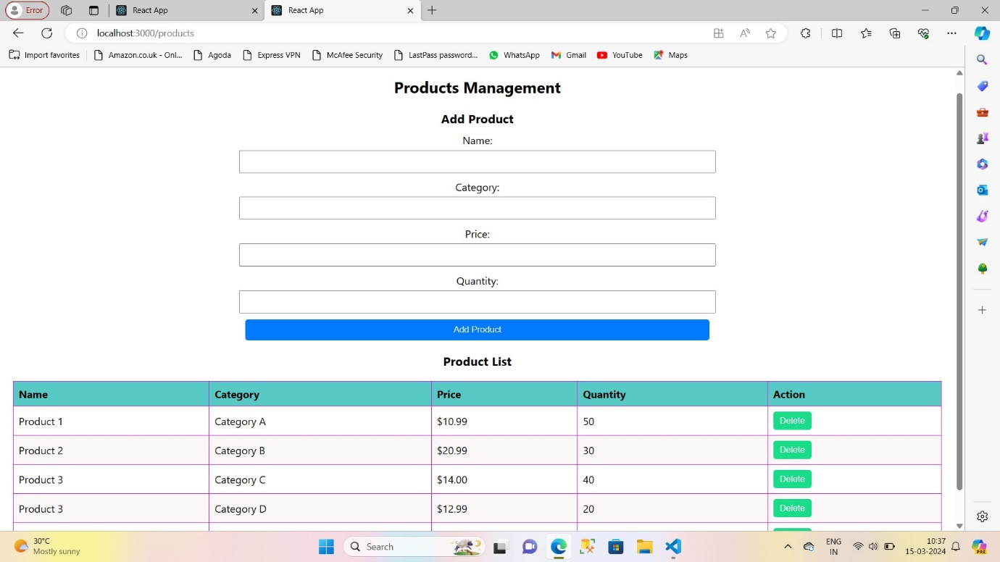 Error
React App
React App
localhost:3000/products
Import favorites
Amazon.co.uk - Onl...
Agoda
Express VPN
McAfee Security
LastPass password...
WhatsApp
Gmail
YouTube
Maps
Products Management
Add Product
Name:
Category:
Price:
Quantity:
Add Product
Product List
Name Category Price Quantity Action
Product 1 Category A $10.99 50 Delete
Product 2 Category B $20.99 30 Delete
Product 3 Category C $14.00 40 Delete
Product 3 Category D $12.99 20 Delete
30°C
Mostly sunny
Search
ENG
IN
10:37
15-03-2024
PRE